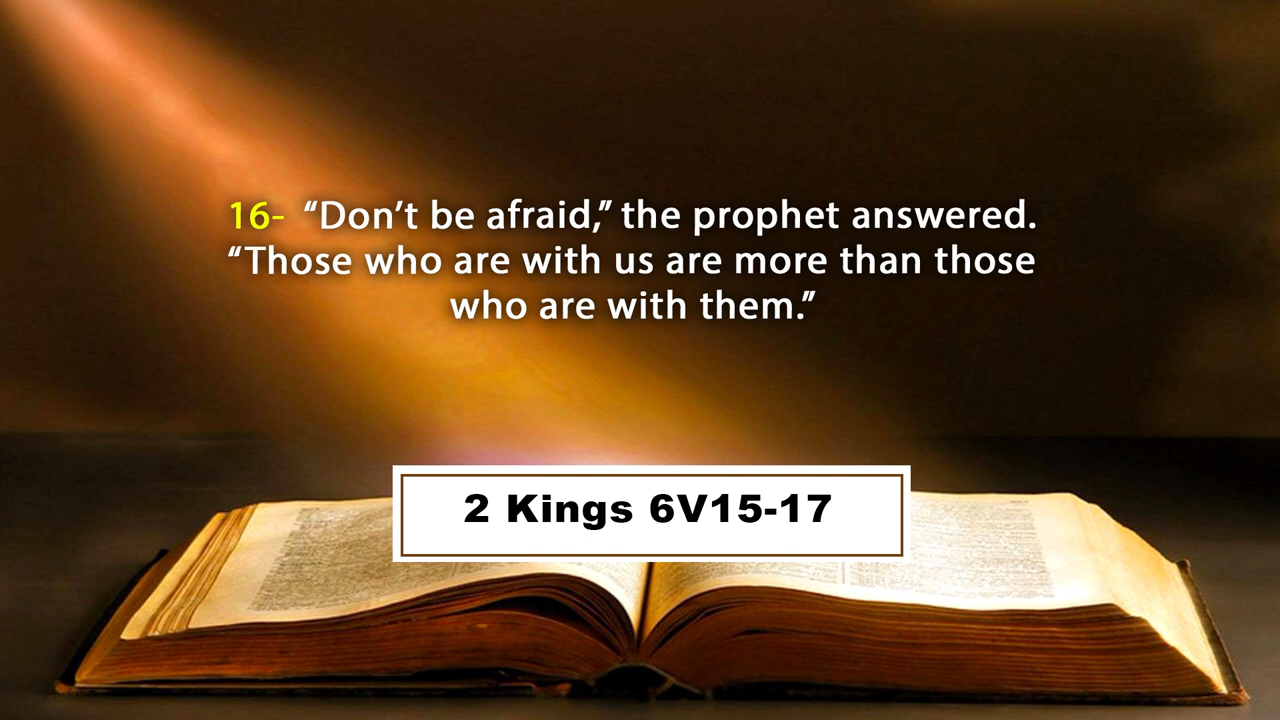 16- “Don’t be afraid,” the prophet answered.
“Those who are with us are more than those
who are with them.”
2 Kings 6V15-17